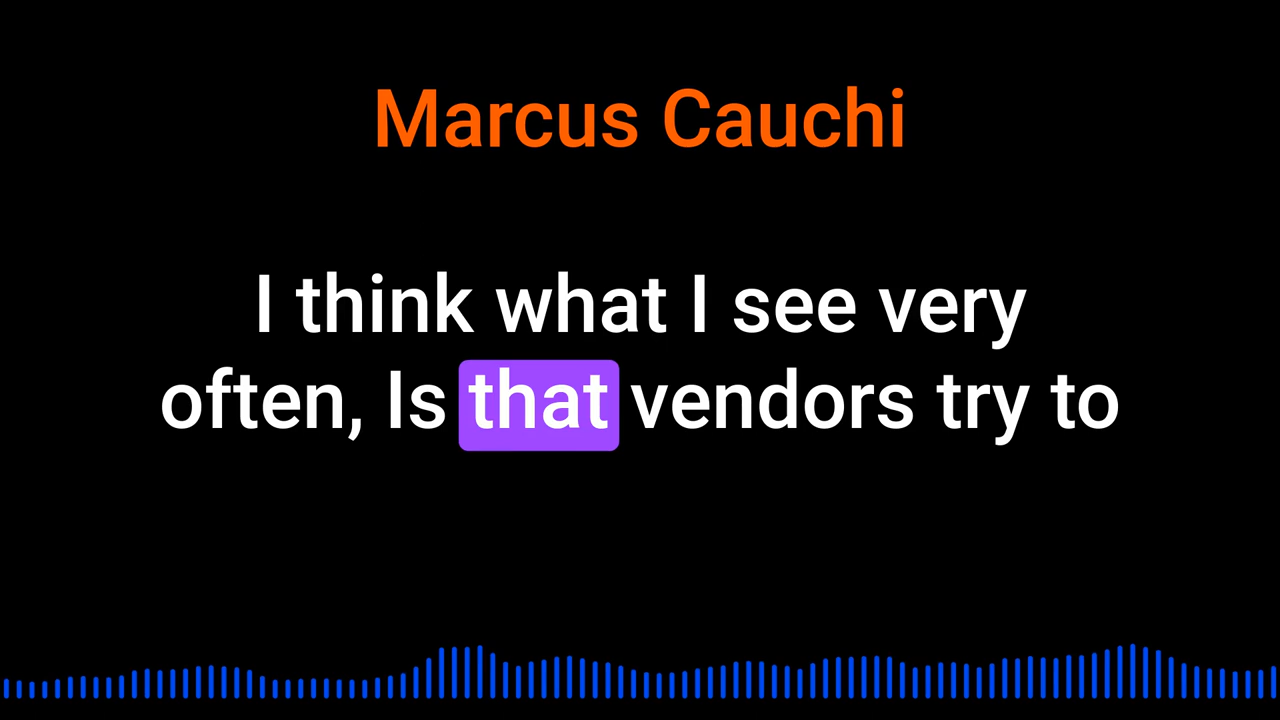 Marcus Cauchi
I think what I see very
often, Is that vendors try to